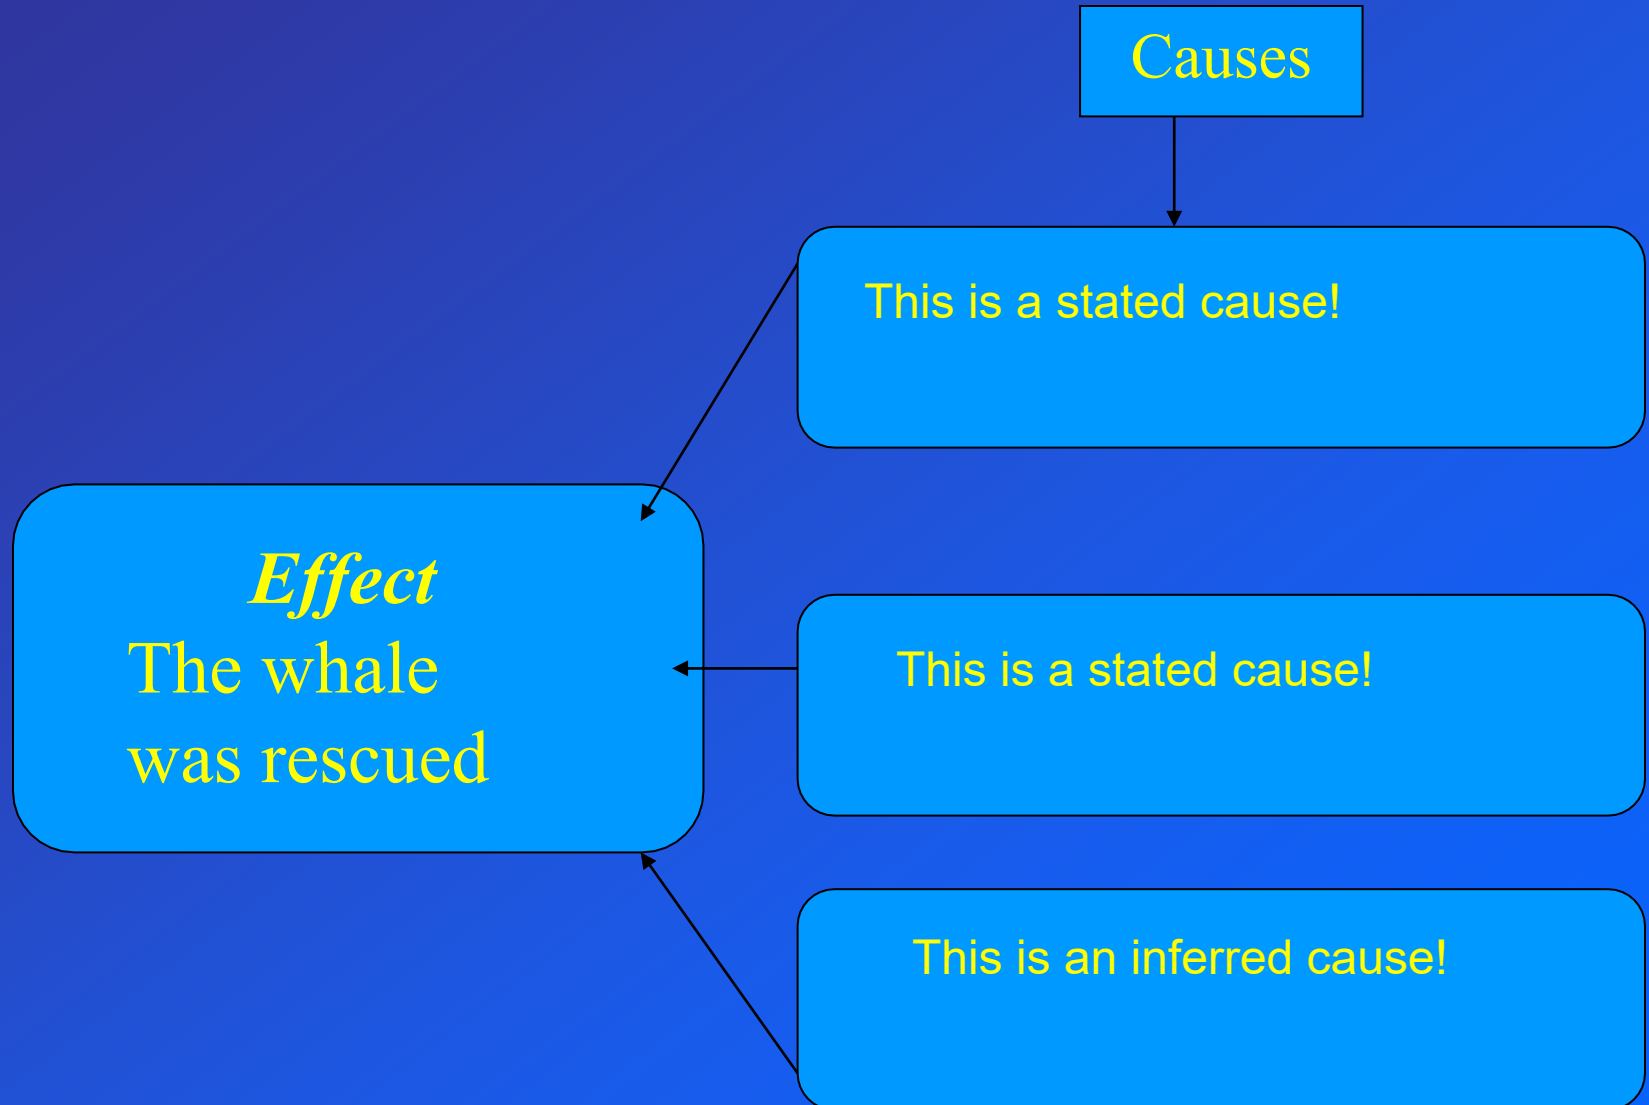 Causes
This is a stated cause!
Effect
The whale
was rescued
This is a stated cause!
This is an inferred cause!